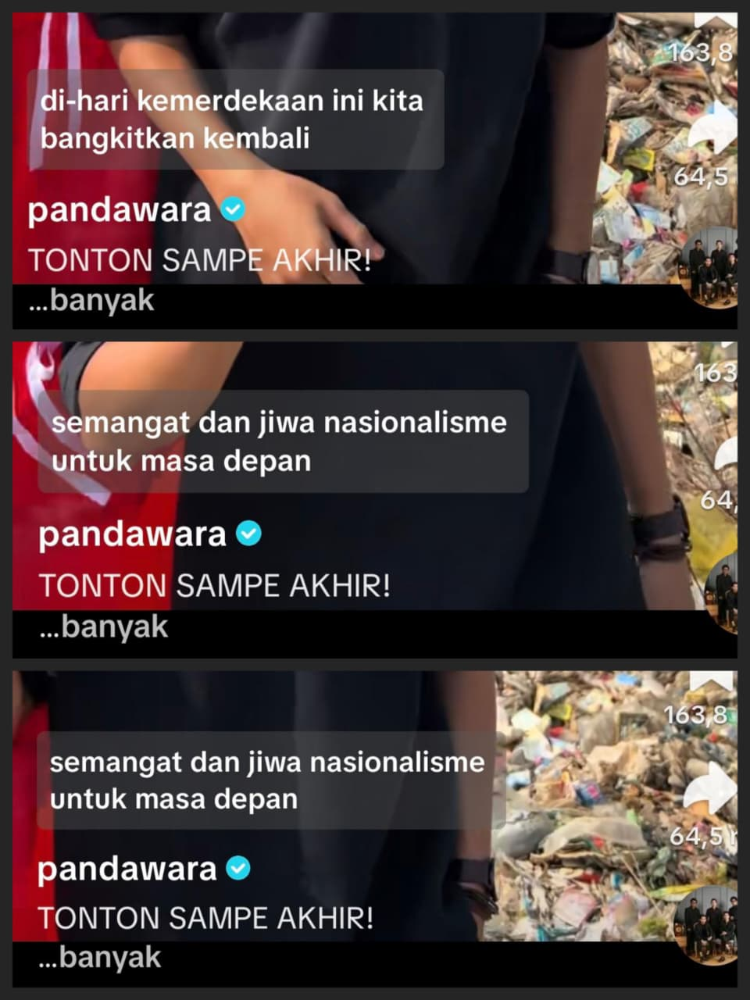 163,8
di-hari kemerdekaan ini kita
bangkitkan kembali
64,5
pandawara
TONTON SAMPE AKHIR!
...banyak
163
semangat dan jiwa nasionalisme
untuk masa depan
64,
pandawara
TONTON SAMPE AKHIR!
...banyak
163,8
semangat dan jiwa nasionalisme
untuk masa depan
64,5 r
pandawara
TONTON SAMPE AKHIR!
...banyak